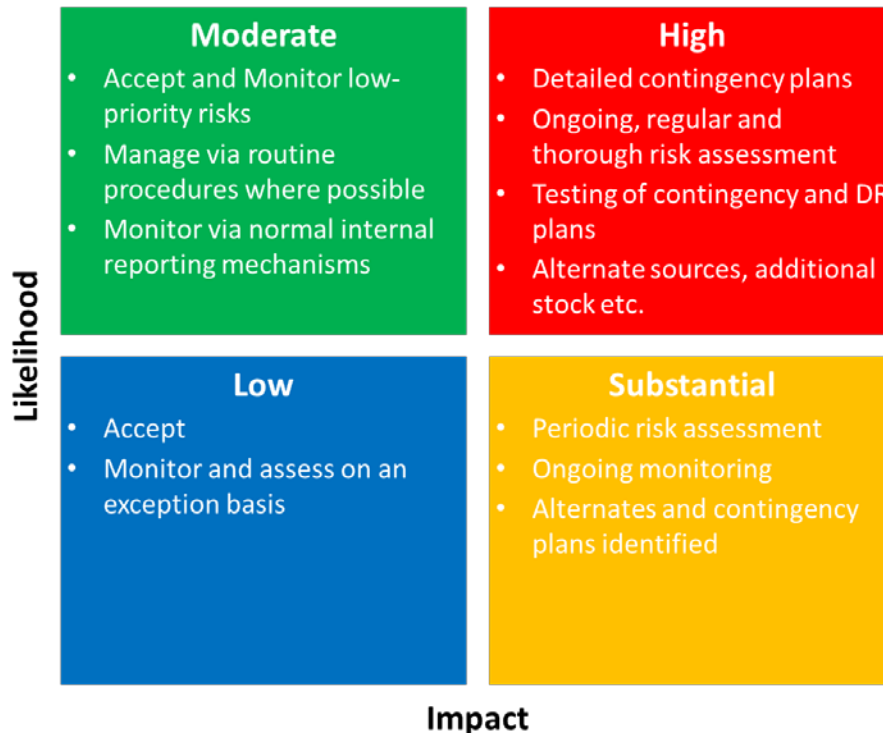 Moderate
• Accept and Monitor low-
priority risks
• Manage via routine
procedures where possible
• Monitor via normal internal
reporting mechanisms
High
• Detailed contingency plans
• Ongoing, regular and
thorough risk assessment
• Testing of contingency and DR
plans
• Alternate sources, additional
stock etc.
Likelihood
Low
• Accept
• Monitor and assess on an
exception basis
Substantial
• Periodic risk assessment
• Ongoing monitoring
• Alternates and contingency
plans identified
Impact